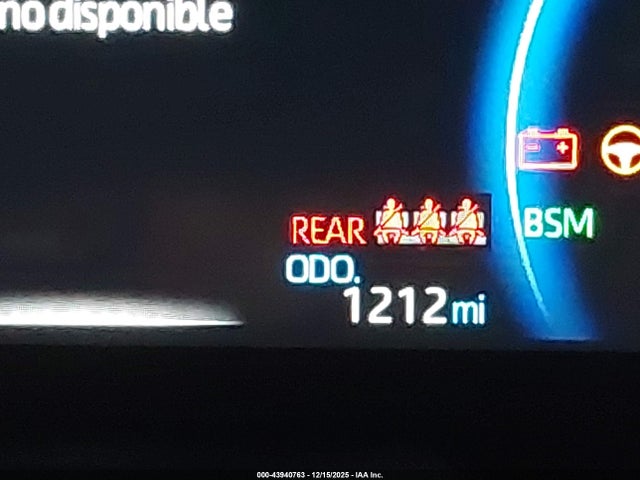 no disponible
REAR
BSM
ODO.
1212 mi
000-43940763 - 12/15/2025 - IAA Inc.